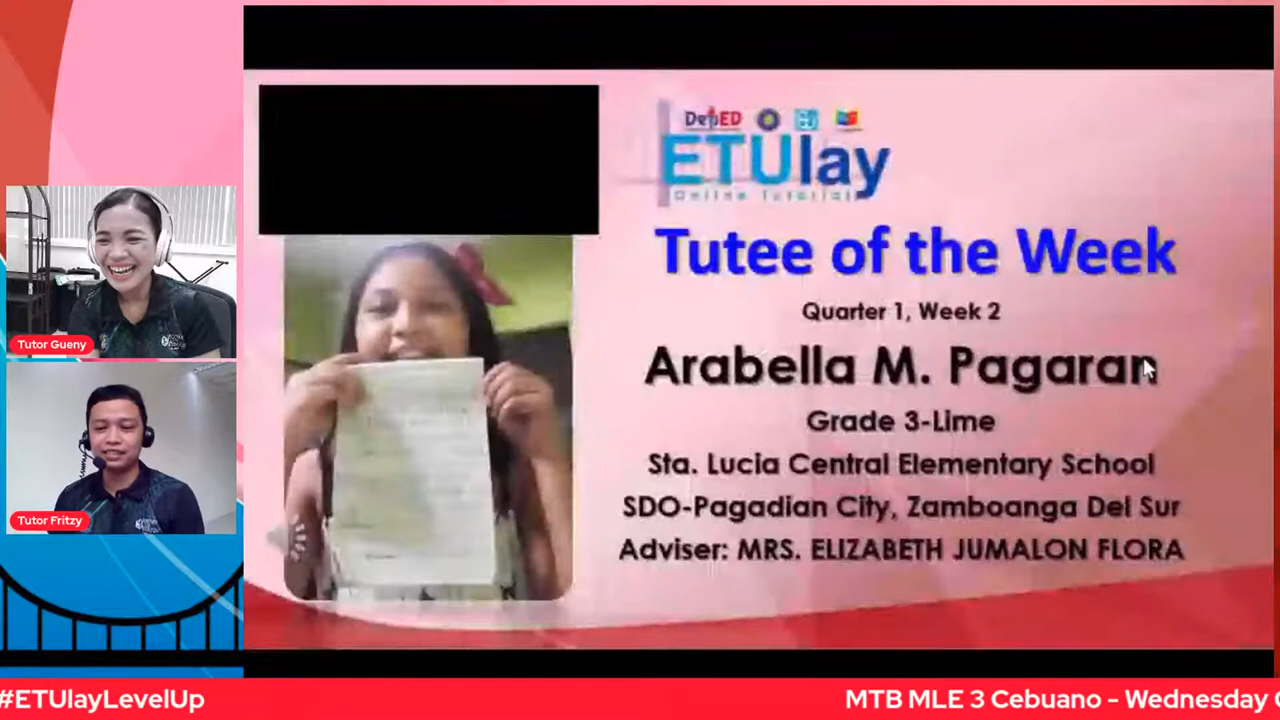 DepED
ETUlay
Online Tutorial
Tutee of the Week
Quarter 1, Week 2
Arabella M. Pagaran
Grade 3-Lime
Sta. Lucia Central Elementary School
SDO-Pagadian City, Zamboanga Del Sur
Adviser: MRS. ELIZABETH JUMALON FLORA
Tutor Gueny
Tutor Fritzy
#ETUlayLevelUp
MTB MLE 3 Cebuano - Wednesday